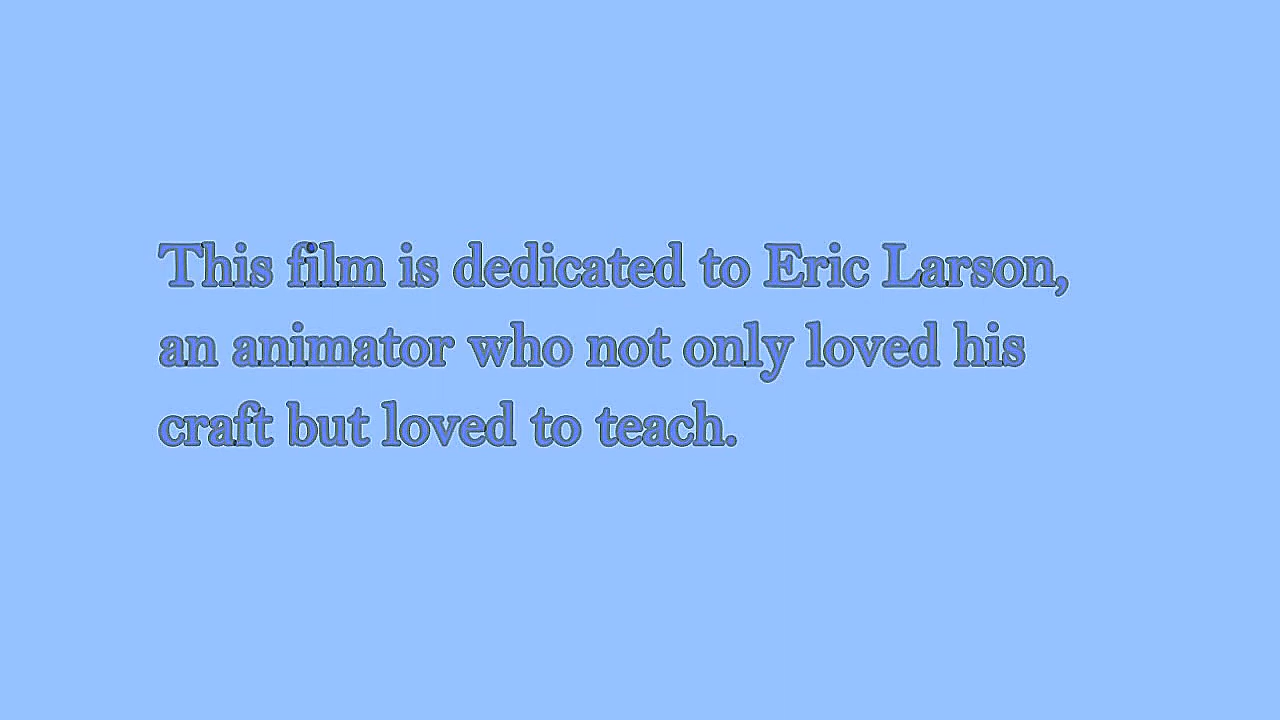 This film is dedicated to Eric Larson,
an animator who not only loved his
craft but loved to teach.